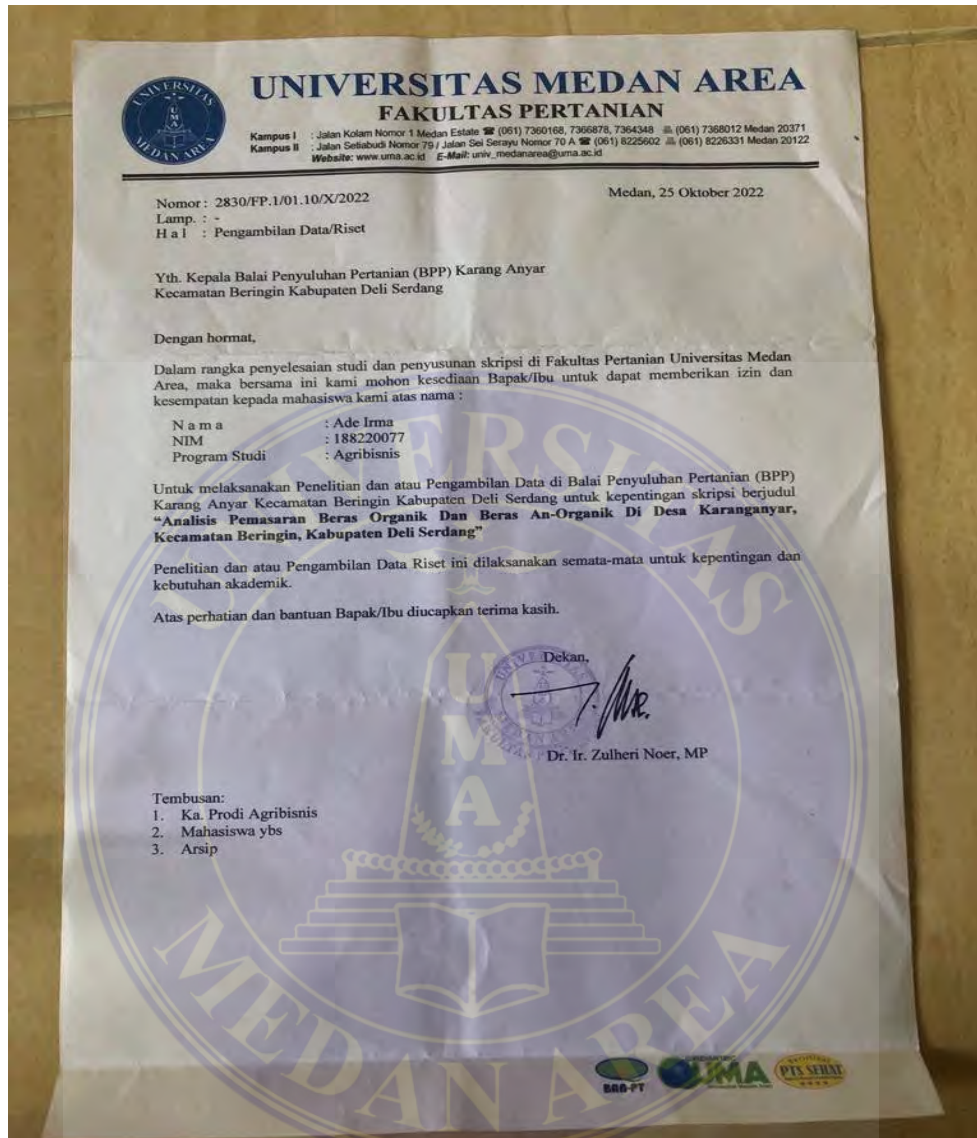 UNIVERSITAS MEDAN AREA
FAKULTAS PERTANIAN
Kampus I : Jalan Kolam Nomor 1 Medan Estate ☎ (061) 7360168, 7366878, 7364348 (061) 7368012 Medan 20371
Kampus II : Jalan Setiabudi Nomor 79 / Jalan Sei Serayu Nomor 70 A ☎ (061) 8225602 (061) 8226331 Medan 20122
Website: www.uma.ac.id E-Mail: univ_medanarea@uma.ac.id
UNIVERSITAS
UMA
MEDAN AREA
Nomor : 2830/FP.1/01.10/X/2022
Medan, 25 Oktober 2022
Lamp. : -
H a l : Pengambilan Data/Riset
Yth. Kepala Balai Penyuluhan Pertanian (BPP) Karang Anyar
Kecamatan Beringin Kabupaten Deli Serdang
Dengan hormat,
Dalam rangka penyelesaian studi dan penyusunan skripsi di Fakultas Pertanian Universitas Medan
Area, maka bersama ini kami mohon kesediaan Bapak/Ibu untuk dapat memberikan izin dan
kesempatan kepada mahasiswa kami atas nama :
N a m a : Ade Irma
NIM : 188220077
Program Studi : Agribisnis
Untuk melaksanakan Penelitian dan atau Pengambilan Data di Balai Penyuluhan Pertanian (BPP)
Karang Anyar Kecamatan Beringin Kabupaten Deli Serdang untuk kepentingan skripsi berjudul
“Analisis Pemasaran Beras Organik Dan Beras An-Organik Di Desa Karanganyar,
Kecamatan Beringin, Kabupaten Deli Serdang”
Penelitian dan atau Pengambilan Data Riset ini dilaksanakan semata-mata untuk kepentingan dan
kebutuhan akademik.
Atas perhatian dan bantuan Bapak/Ibu diucapkan terima kasih.
Dekan,
Dr. Ir. Zulheri Noer, MP
Tembusan:
1. Ka. Prodi Agribisnis
2. Mahasiswa ybs
3. Arsip
UNIVERSITAS
UMA
MEDAN AREA
BAN-PT
UMA
PTS SEHAT